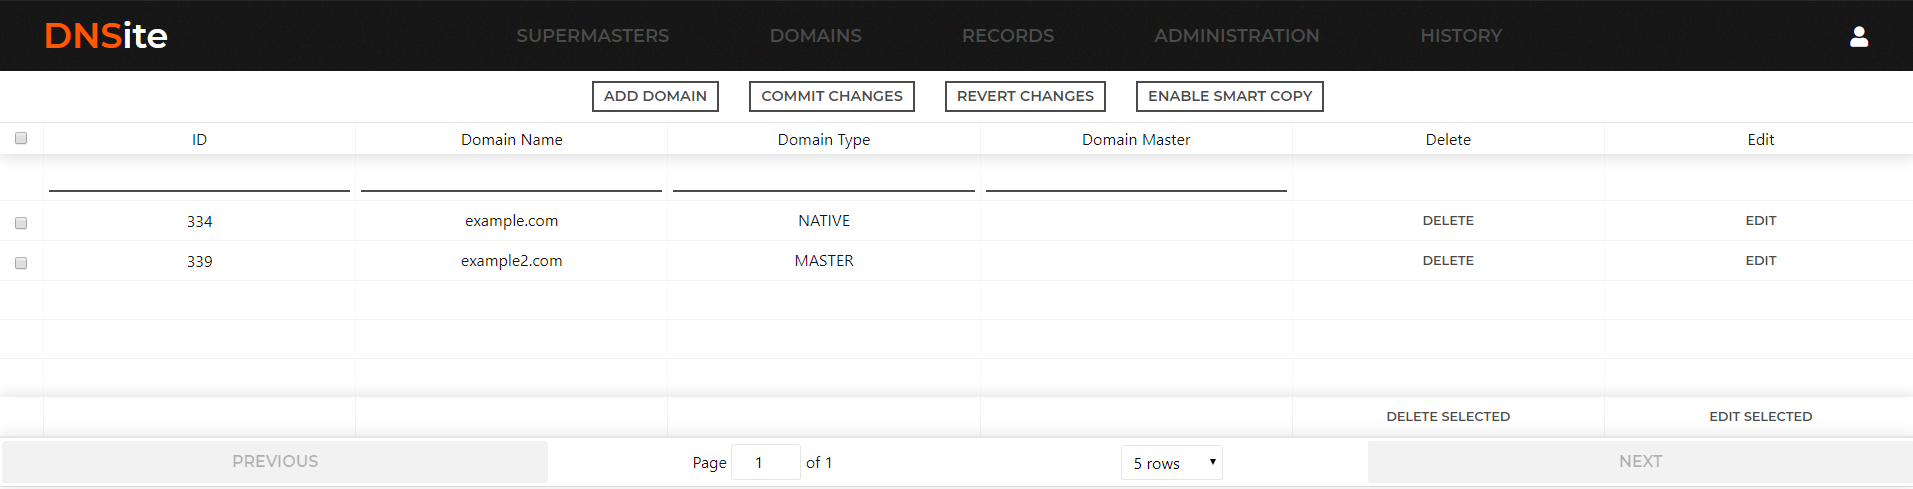 DNSite SUPERMASTERS DOMAINS RECORDS ADMINISTRATION HISTORY
ADD DOMAIN COMMIT CHANGES REVERT CHANGES ENABLE SMART COPY
ID Domain Name Domain Type Domain Master Delete Edit
334 example.com NATIVE DELETE EDIT
339 example2.com MASTER DELETE EDIT
DELETE SELECTED EDIT SELECTED
PREVIOUS Page 1 of 1 5 rows NEXT